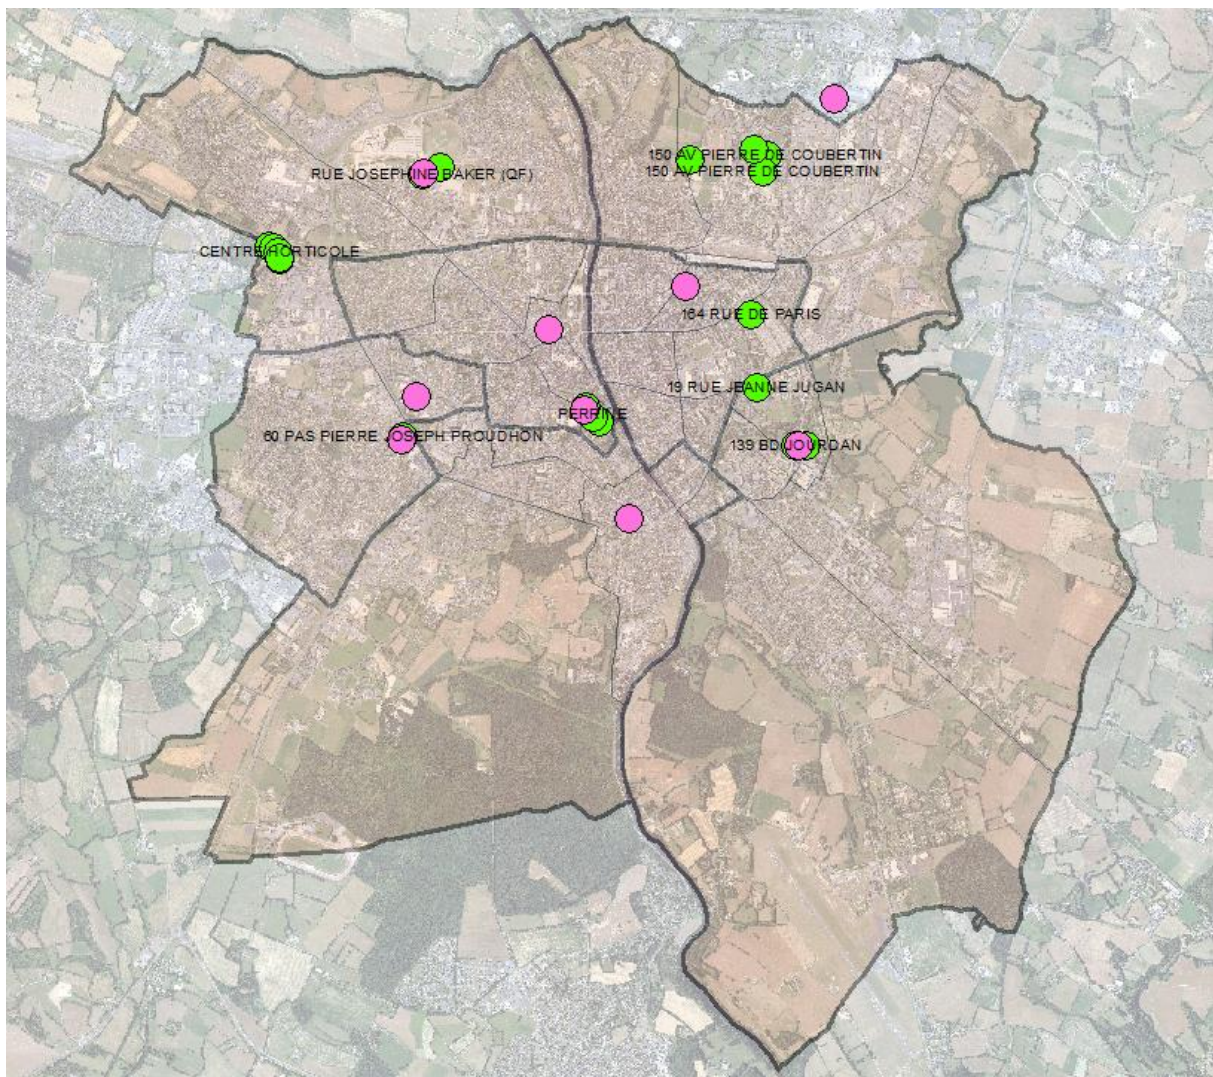 150 AV PIERRE DE COUBERTIN
150 AV PIERRE DE COUBERTIN
RUE JOSEPHINE BAKER (QF)
CENTRE HORTICOLE
164 RUE DE PARIS
19 RUE JEANNE JUGAN
PERRINE
60 PAS PIERRE JOSEPH PROUDHON
139 BD JOURDAN